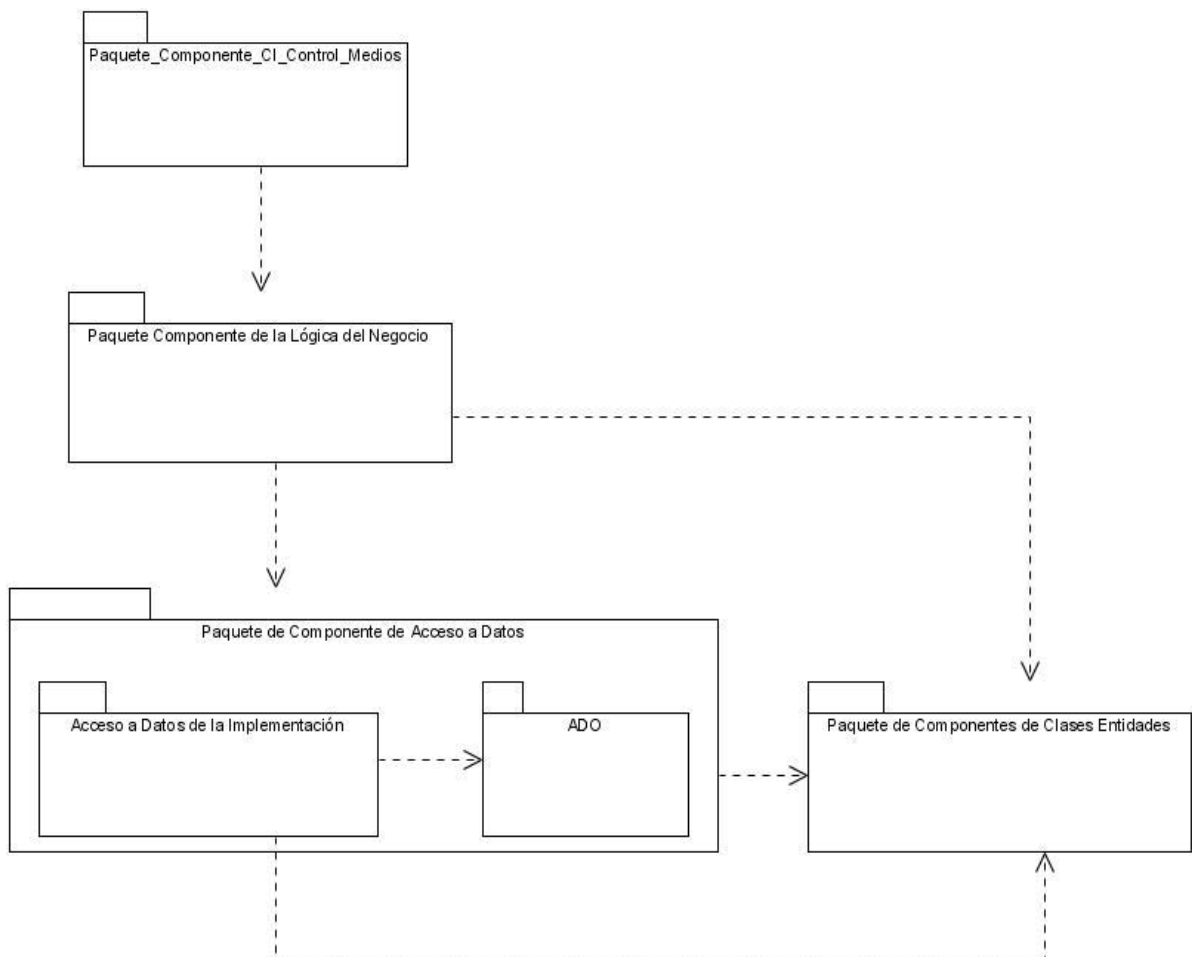 Paquete_Componente_CI_Control_Medios
Paquete Componente de la Lógica del Negocio
Paquete de Componente de Acceso a Datos
Acceso a Datos de la Implementación
ADO
Paquete de Componentes de Clases Entidades